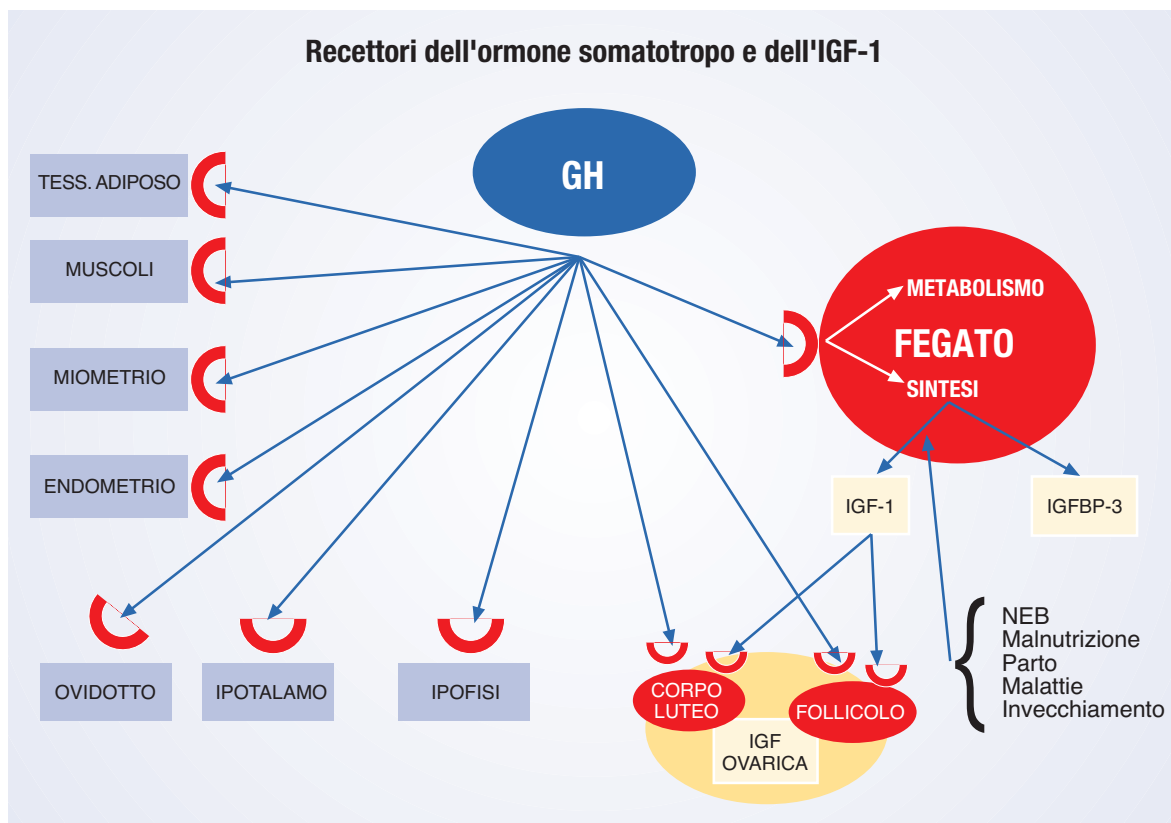 Recettori dell'ormone somatotropo e dell'IGF-1
GH
TESS. ADIPOSO
MUSCOLI
MIOMETRIO
ENDOMETRIO
OVIDOTTO
IPOTALAMO
IPOFISI
METABOLISMO
FEGATO
SINTESI
IGF-1
IGFBP-3
CORPO
LUTEO
FOLLICOLO
IGF
OVARICA
NEB
Malnutrizione
Parto
Malattie
Invecchiamento